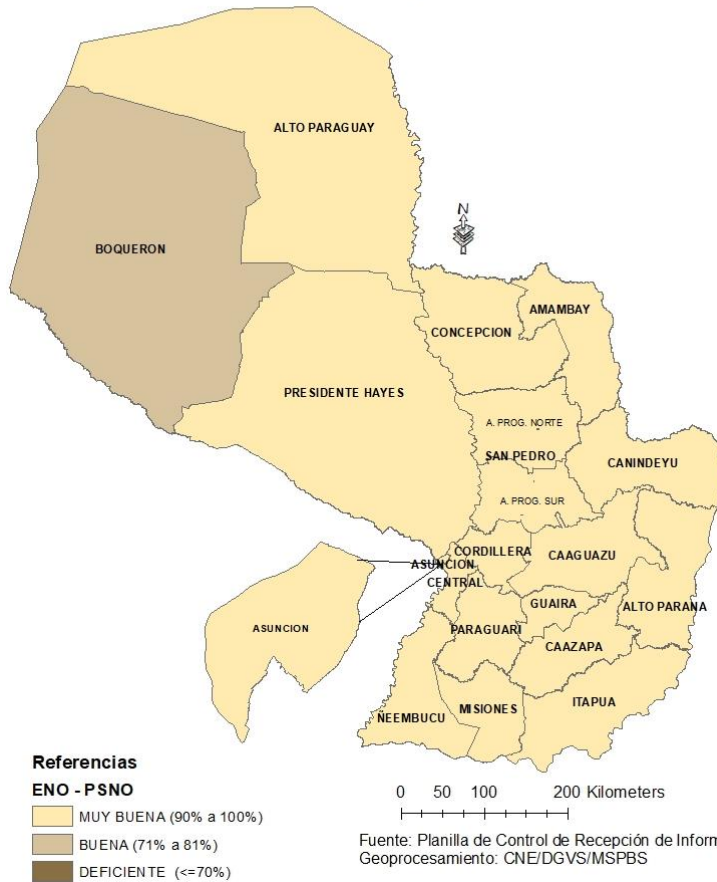 ALTO PARAGUAY
BOQUERON
N
AMAMBAY
CONCEPCION
PRESIDENTE HAYES
A. PROG. NORTE
SAN PEDRO
CANINDEYU
A. PROG. SUR
CORDILLERA
CAAGUAZU
ASUNCION
CENTRAL
GUAIRA
ALTO PARANA
ASUNCION
PARAGUARI
CAAZAPA
ITAPUA
MISIONES
ÑEEMBUCU
Referencias
ENO - PSNO
MUY BUENA (90% a 100%)
BUENA (71% a 81%)
DEFICIENTE (<=70%)
0 50 100 200 Kilometers
Fuente: Planilla de Control de Recepción de Inform
Geoprocesamiento: CNE/DGVS/MSPBS